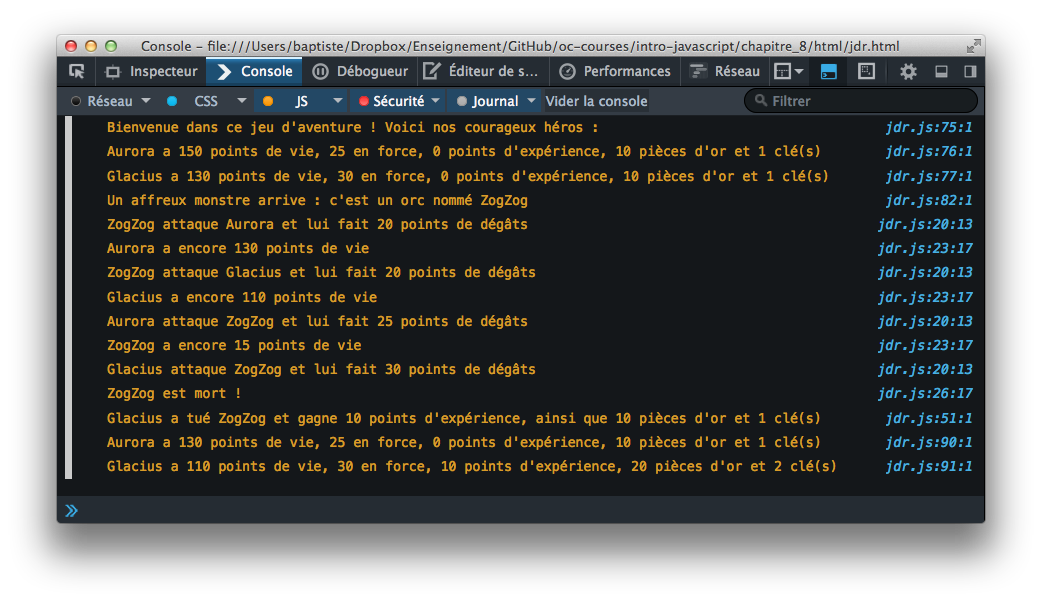 Console – file:///Users/baptiste/Dropbox/Enseignement/GitHub/oc-courses/intro-javascript/chapitre_8/html/jdr.html
Inspecteur Console Débogueur Éditeur de s... Performances Réseau
Réseau CSS JS Sécurité Journal Vider la console Filtrer
Bienvenue dans ce jeu d'aventure ! Voici nos courageux héros : jdr.js:75:1
Aurora a 150 points de vie, 25 en force, 0 points d'expérience, 10 pièces d'or et 1 clé(s) jdr.js:76:1
Glacius a 130 points de vie, 30 en force, 0 points d'expérience, 10 pièces d'or et 1 clé(s) jdr.js:77:1
Un affreux monstre arrive : c'est un orc nommé ZogZog jdr.js:82:1
ZogZog attaque Aurora et lui fait 20 points de dégâts jdr.js:20:13
Aurora a encore 130 points de vie jdr.js:23:17
ZogZog attaque Glacius et lui fait 20 points de dégâts jdr.js:20:13
Glacius a encore 110 points de vie jdr.js:23:17
Aurora attaque ZogZog et lui fait 25 points de dégâts jdr.js:20:13
ZogZog a encore 15 points de vie jdr.js:23:17
Glacius attaque ZogZog et lui fait 30 points de dégâts jdr.js:20:13
ZogZog est mort ! jdr.js:26:17
Glacius a tué ZogZog et gagne 10 points d'expérience, ainsi que 10 pièces d'or et 1 clé(s) jdr.js:51:1
Aurora a 130 points de vie, 25 en force, 0 points d'expérience, 10 pièces d'or et 1 clé(s) jdr.js:90:1
Glacius a 110 points de vie, 30 en force, 10 points d'expérience, 20 pièces d'or et 2 clé(s) jdr.js:91:1